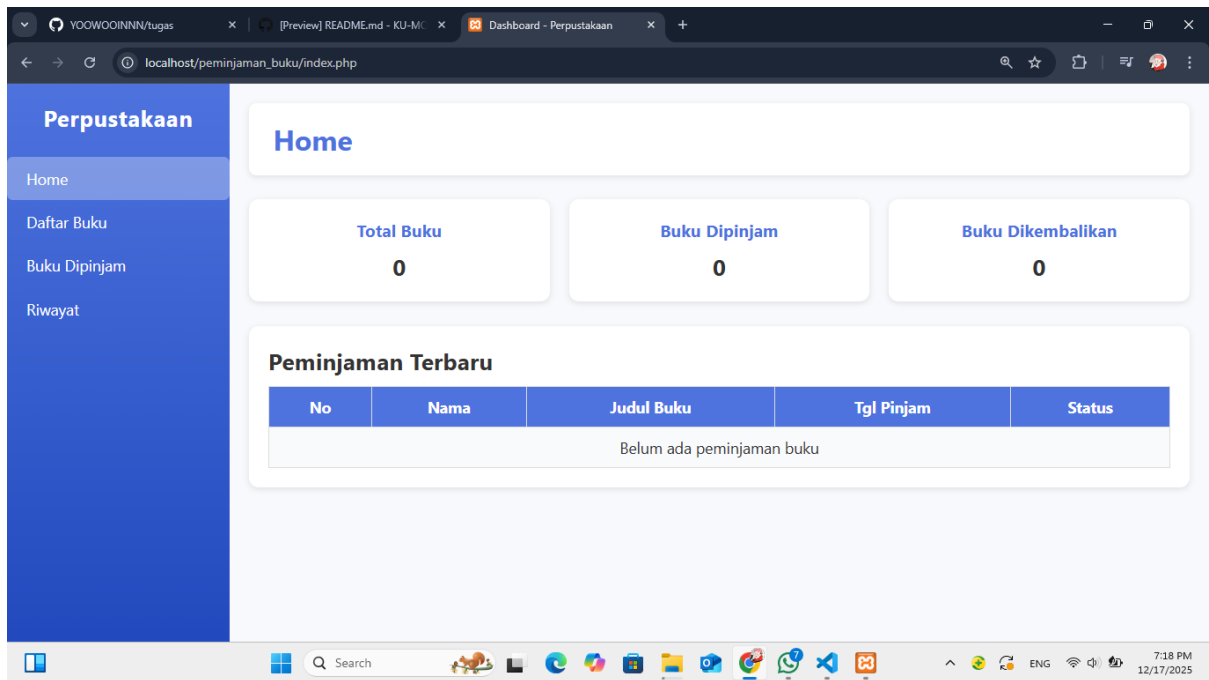 YOOWOOINNN/tugas
[Preview] README.md - KU-MC
Dashboard - Perpustakaan
localhost/peminjaman_buku/index.php
Perpustakaan
Home
Daftar Buku
Buku Dipinjam
Riwayat
Home
Total Buku
0
Buku Dipinjam
0
Buku Dikembalikan
0
Peminjaman Terbaru
No Nama Judul Buku Tgl Pinjam Status
Belum ada peminjaman buku
Search
7
ENG
7:18 PM
12/17/2025